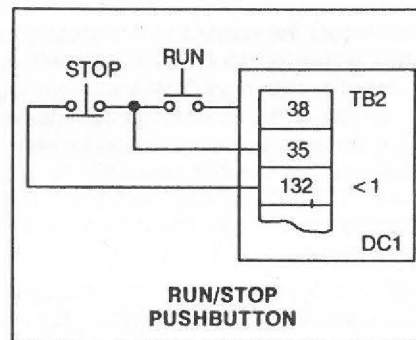 STOP
RUN
38
TB2
35
132
<1
DC1
RUN/STOP
PUSHBUTTON